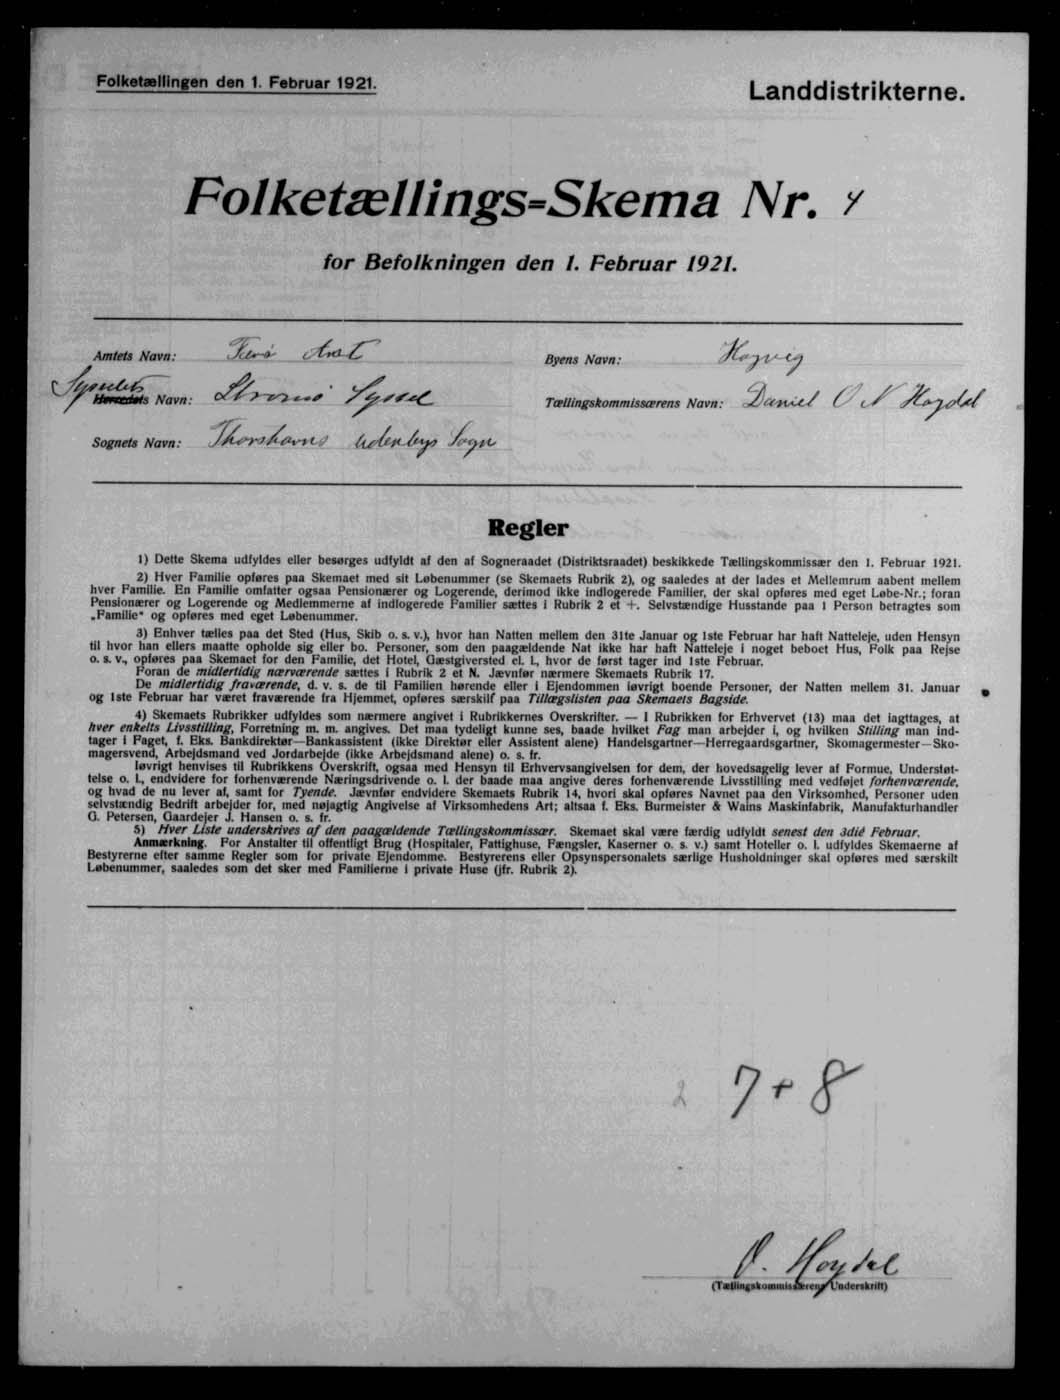 Folketællingen den 1. Februar 1921.
Landdistrikterne.
Folketællings=Skema Nr. 4
for Befolkningen den 1. Februar 1921.
Amtets Navn: Færø Amt
Byens Navn: Hoyvig
Sysselets
Herredets Navn: Strømø Syssel
Tællingskommissærens Navn: Daniel O N Hoydal
Sognets Navn: Thorshavns udenbys Sogn
Regler
1) Dette Skema udfyldes eller besørges udfyldt af den af Sogneraadet (Distriktsraadet) beskikkede Tællingskommissær den 1. Februar 1921.
2) Hver Familie opføres paa Skemaet med sit Løbenummer (se Skemaets Rubrik 2), og saaledes at der lades et Mellemrum aabent mellem
hver Familie. En Familie omfatter ogsaa Pensionærer og Logerende, derimod ikke indlogerede Familier, der skal opføres med eget Løbe-Nr.; foran
Pensionærer og Logerende og Medlemmerne af indlogerede Familier sættes i Rubrik 2 et +. Selvstændige Husstande paa 1 Person betragtes som
„Familie“ og opføres med eget Løbenummer.
3) Enhver tælles paa det Sted (Hus, Skib o. s. v.), hvor han Natten mellem den 31te Januar og 1ste Februar har haft Natteleje, uden Hensyn
til hvor han ellers maatte opholde sig eller bo. Personer, som den paagældende Nat ikke har haft Natteleje i noget beboet Hus, Folk paa Rejse
o. s. v., opføres paa Skemaet for den Familie, det Hotel, Gæstgiversted el. l., hvor de først tager ind 1ste Februar.
Foran de midlertidig nærværende sættes i Rubrik 2 et N. Jævnfør nærmere Skemaets Rubrik 17.
De midlertidig fraværende, d. v. s. de til Familien hørende eller i Ejendommen iøvrigt boende Personer, der Natten mellem 31. Januar
og 1ste Februar har været fraværende fra Hjemmet, opføres særskilt paa Tillægslisten paa Skemaets Bagside.
4) Skemaets Rubrikker udfyldes som nærmere angivet i Rubrikkernes Overskrifter. — I Rubrikken for Erhvervet (13) maa det iagttages, at
hver enkelts Livsstilling, Forretning m. m. angives. Det maa tydeligt kunne ses, baade hvilket Fag man arbejder i, og hvilken Stilling man ind-
tager i Faget, f. Eks. Bankdirektør—Bankassistent (ikke Direktør eller Assistent alene) Handelsgartner—Herregaardsgartner, Skomagermester—Sko-
magersvend, Arbejdsmand ved Jordarbejde (ikke Arbejdsmand alene) o. s. fr.
Iøvrigt henvises til Rubrikkens Overskrift, ogsaa med Hensyn til Erhvervsangivelsen for dem, der hovedsagelig lever af Formue, Understøt-
telse o. l., endvidere for forhenværende Næringsdrivende o. l. der baade maa angive deres forhenværende Livsstilling med vedføjet forhenværende,
og hvad de nu lever af, samt for Tyende. Jævnfør endvidere Skemaets Rubrik 14, hvori skal opføres Navnet paa den Virksomhed, Personer uden
selvstændig Bedrift arbejder for, med nøjagtig Angivelse af Virksomhedens Art; altsaa f. Eks. Burmeister & Wains Maskinfabrik, Manufakturhandler
G. Petersen, Gaardejer J. Hansen o. s. fr.
5) Hver Liste underskrives af den paagældende Tællingskommissær. Skemaet skal være færdig udfyldt senest den 3die Februar.
Anmærkning. For Anstalter til offentligt Brug (Hospitaler, Fattighuse, Fængsler, Kaserner o. s. v.) samt Hoteller o. l. udfyldes Skemaerne af
Bestyrerne efter samme Regler som for private Ejendomme. Bestyrerens eller Opsynspersonalets særlige Husholdninger skal opføres med særskilt
Løbenummer, saaledes som det sker med Familierne i private Huse (jfr. Rubrik 2).
2 7+8
O. Hoydal
(Tællingskommissærens Underskrift)